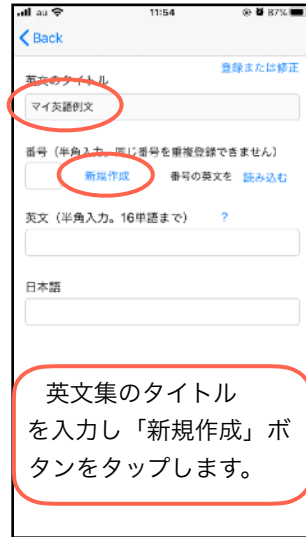 au 11:54 87%
Back
登録または修正
英文のタイトル
マイ英語例文
番号（半角入力。同じ番号を重複登録できません）
新規作成 番号の英文を 読み込む
英文（半角入力。16単語まで） ?
日本語
英文集のタイトル
を入力し「新規作成」ボ
タンをタップします。